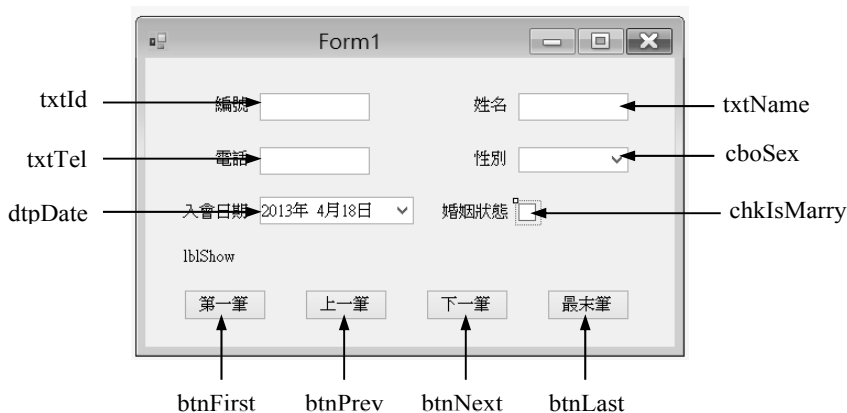 Form1
txtId 編號 姓名 txtName
txtTel 電話 性別 cboSex
dtpDate 入會日期 2013年 4月18日 婚姻狀態 chkIsMarry
lblShow
第一筆 上一筆 下一筆 最末筆
btnFirst btnPrev btnNext btnLast